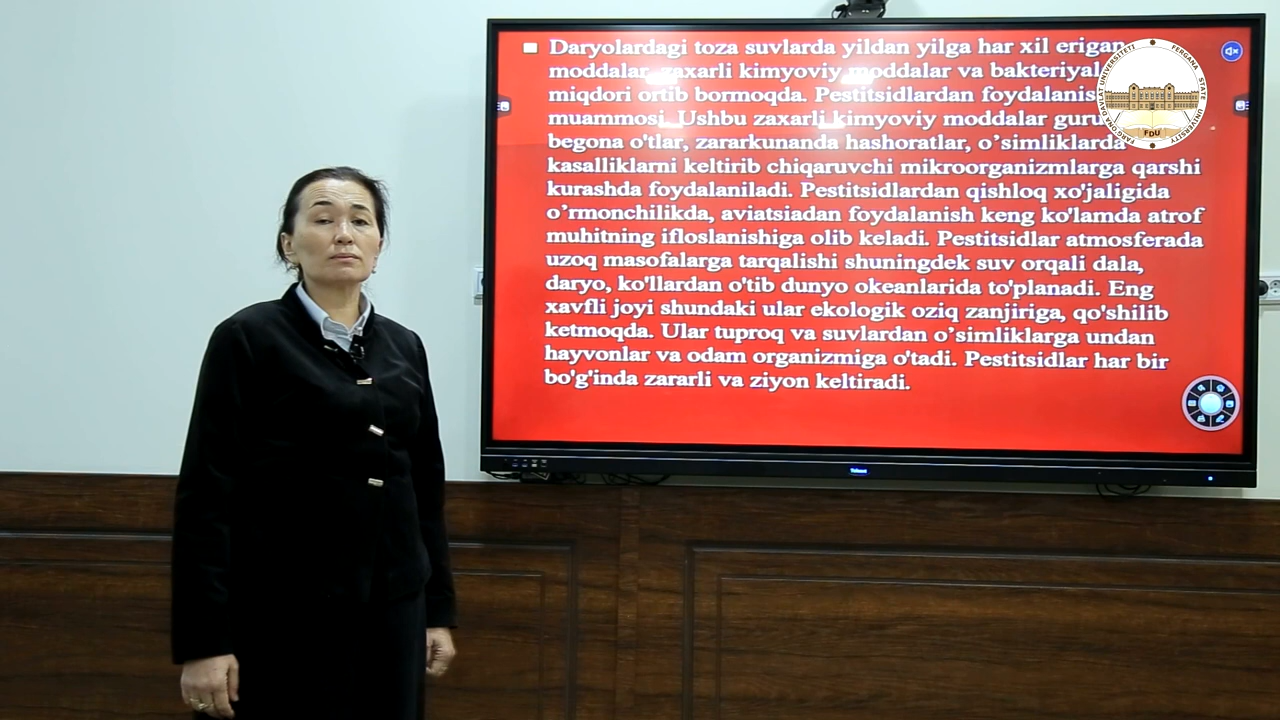 Daryolardagi toza suvlarda yildan yilga har xil erigan
moddalar, zaxarli kimyoviy moddalar va
miqdori ortib bormoqda. Pestitsidlardan
muammosi. Ushbu zaxarli kimyoviy moddalar
begona o'tlar, zararkunanda hashoratlar, o’simliklarda
kasalliklarni keltirib chiqaruvchi mikroorganizmlarga qarshi
kurashda foydalaniladi. Pestitsidlardan qishloq xo'jaligida
o’rmonchilikda, aviatsiadan foydalanish keng ko'lamda atrof
muhitning ifloslanishiga olib keladi. Pestitsidlar atmosferada
uzoq masofalarga tarqalishi shuningdek suv orqali dala,
daryo, ko'llardan o'tib dunyo okeanlarida to'planadi. Eng
xavfli joyi shundaki ular ekologik oziq zanjiriga, qo'shilib
ketmoqda. Ular tuproq va suvlardan o’simliklarga undan
hayvonlar va odam organizmiga o'tadi. Pestitsidlar har bir
bo'g'inda zararli va ziyon keltiradi.
FARG'ONA DAVLAT UNIVERSITETI
FERGANA STATE UNIVERSITY
FDU